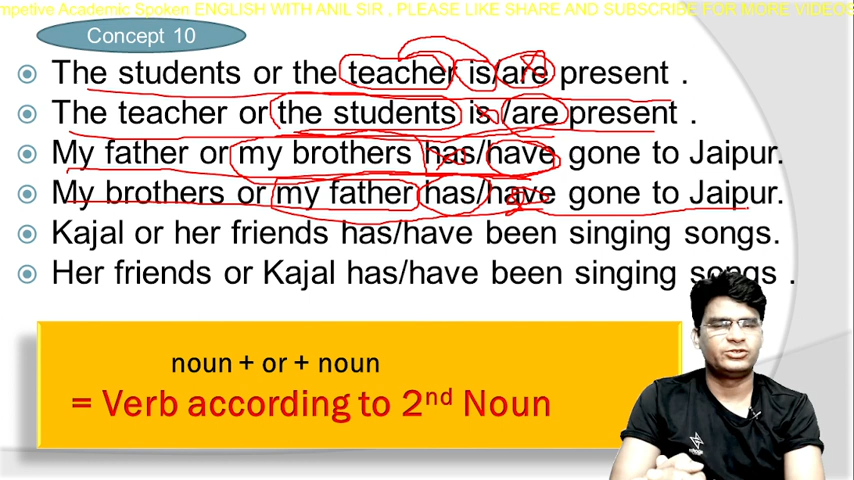 mpetive Academic Spoken ENGLISH WITH ANIL SIR , PLEASE LIKE SHARE AND SUBSCRIBE FOR MORE VIDEOS
Concept 10
The students or the teacher is/are present .
The teacher or the students is /are present .
My father or my brothers has/have gone to Jaipur.
My brothers or my father has/have gone to Jaipur.
Kajal or her friends has/have been singing songs.
Her friends or Kajal has/have been singing songs .
noun + or + noun
= Verb according to 2nd Noun